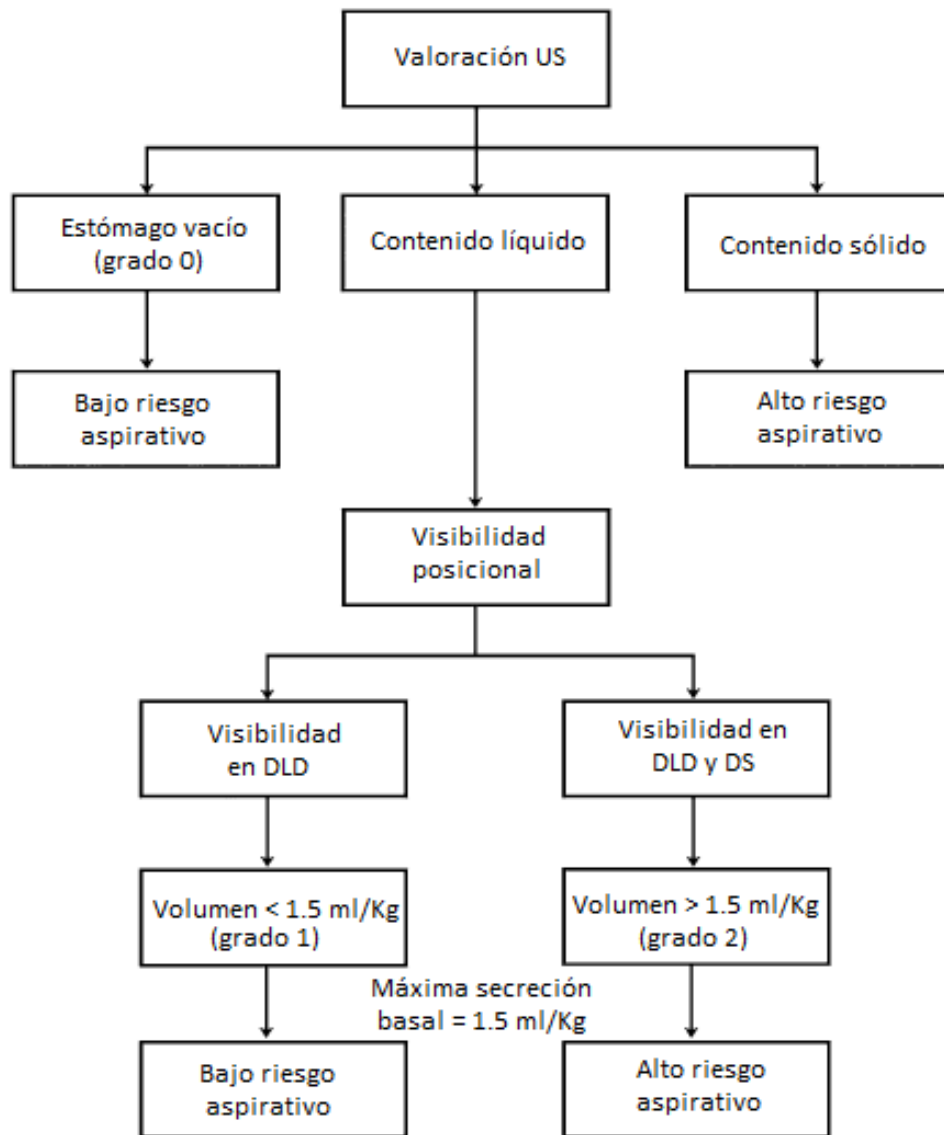 Valoración US
Estómago vacío
(grado 0)
Contenido líquido
Contenido sólido
Bajo riesgo
aspirativo
Alto riesgo
aspirativo
Visibilidad
posicional
Visibilidad
en DLD
Visibilidad en
DLD y DS
Volumen < 1.5 ml/Kg
(grado 1)
Volumen > 1.5 ml/Kg
(grado 2)
Máxima secreción
basal = 1.5 ml/Kg
Bajo riesgo
aspirativo
Alto riesgo
aspirativo